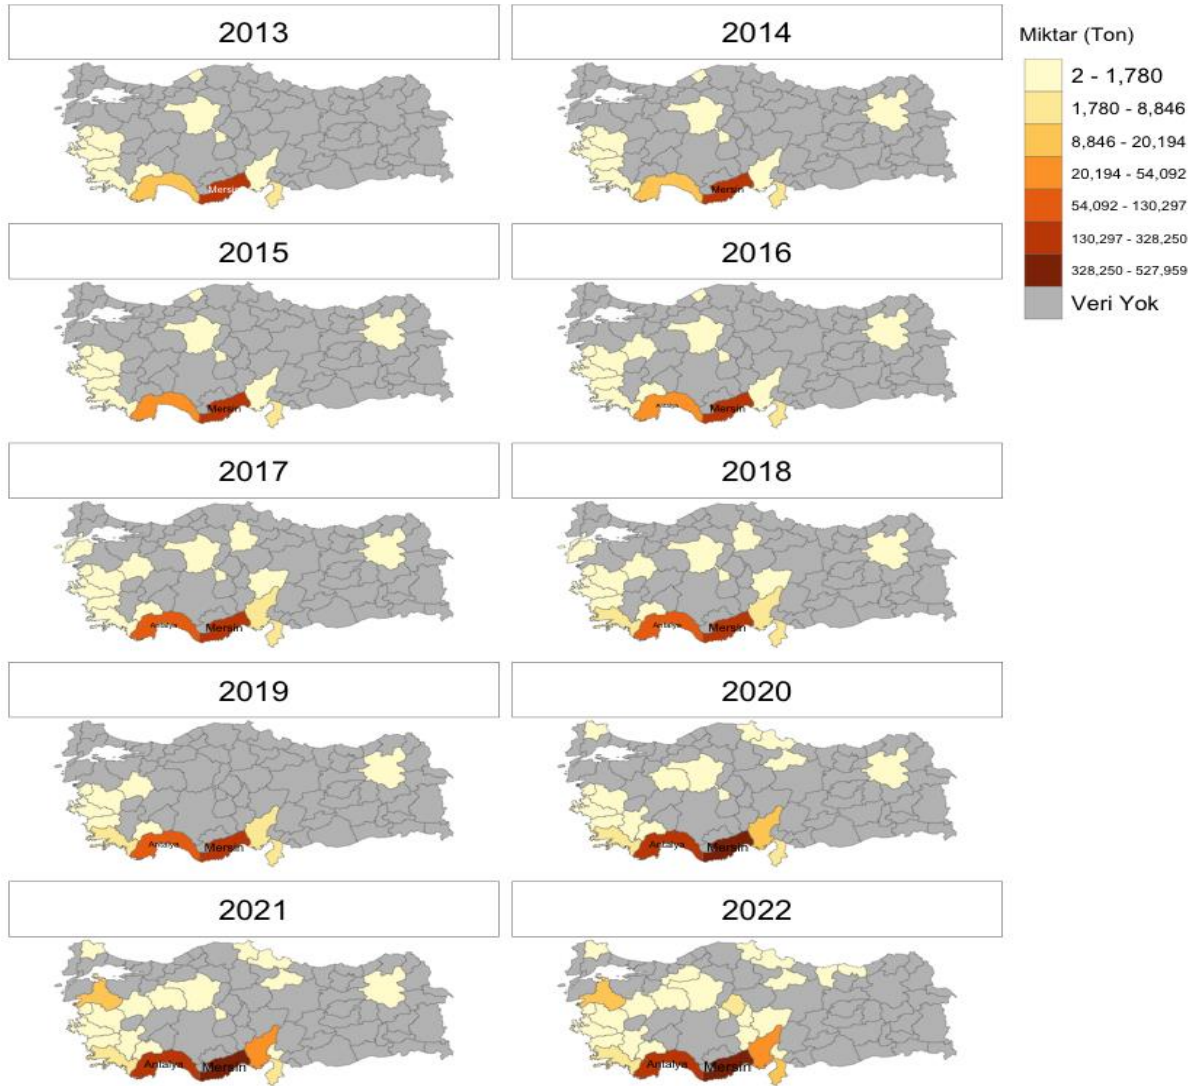 2013
2014
Miktar (Ton)
2 - 1,780
1,780 - 8,846
8,846 - 20,194
20,194 - 54,092
54,092 - 130,297
130,297 - 328,250
328,250 - 527,959
Veri Yok
Mersin
Mersin
2015
2016
Mersin
Antalya
Mersin
2017
2018
Antalya
Mersin
Antalya
Mersin
2019
2020
Antalya
Mersin
Antalya
Mersin
2021
2022
Antalya
Mersin
Antalya
Mersin